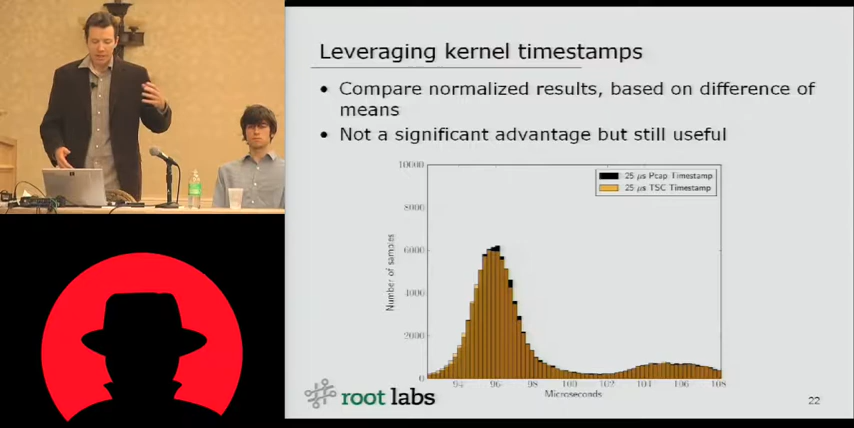 Leveraging kernel timestamps
• Compare normalized results, based on difference of
means
• Not a significant advantage but still useful
10000
25 µs Pcap Timestamp
25 µs TSC Timestamp
8000
6000
4000
2000
0
Number of samples
94 96 98 100 102 104 106 108
Microseconds
root labs
22